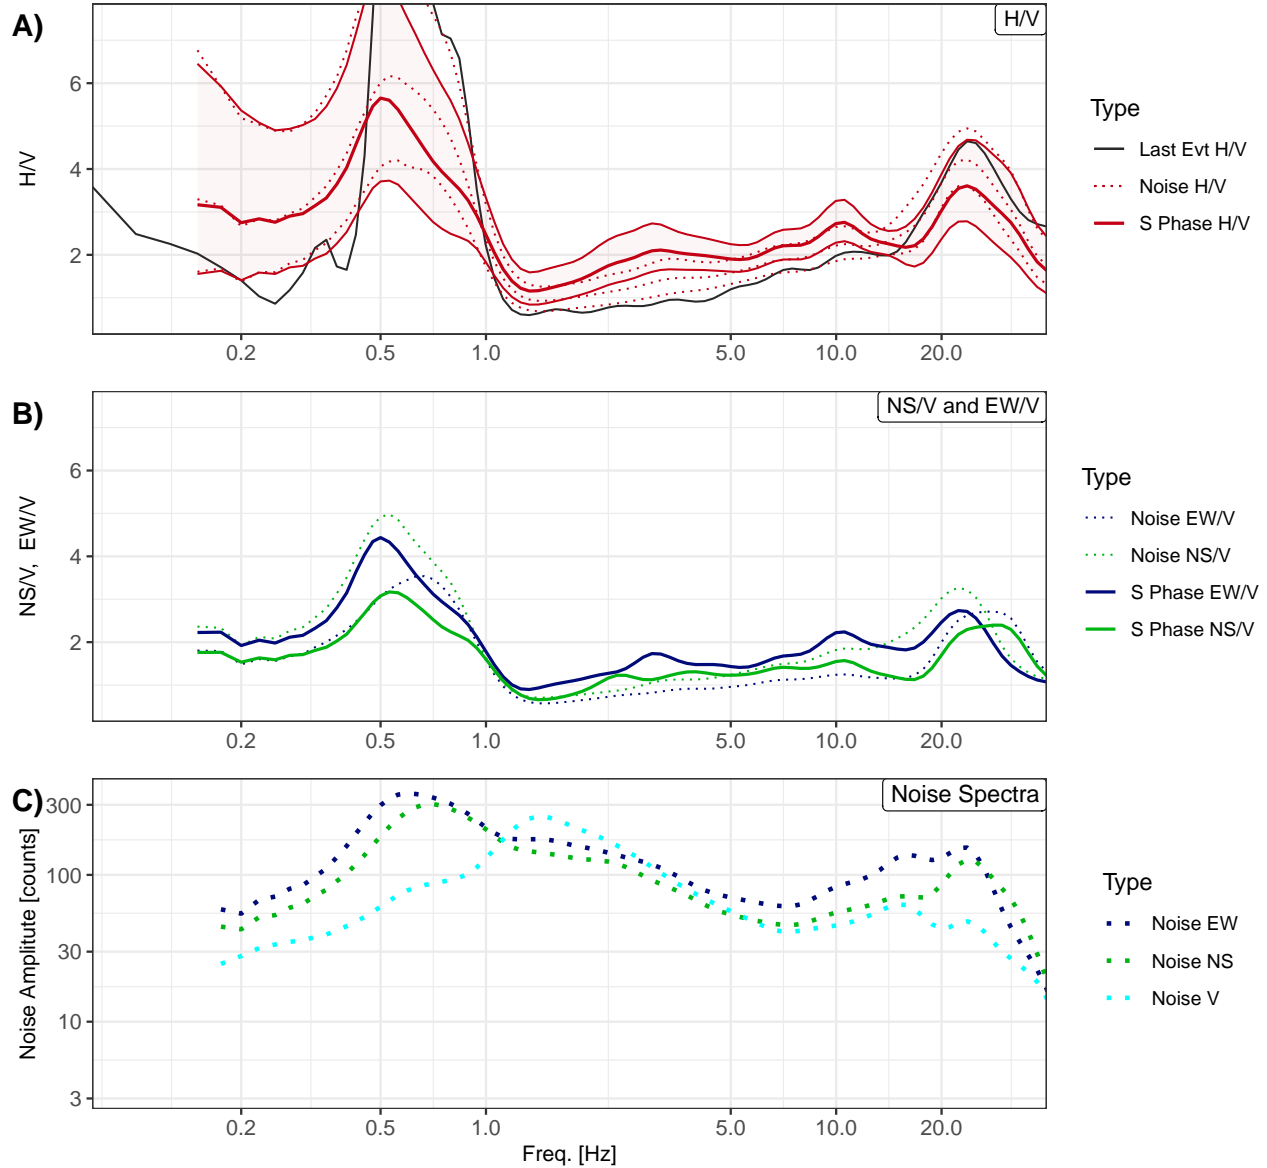 A)
H/V
H/V
6
4
2
0.2 0.5 1.0 5.0 10.0 20.0
Type
Last Evt H/V
Noise H/V
S Phase H/V
B)
NS/V and EW/V
NS/V, EW/V
6
4
2
0.2 0.5 1.0 5.0 10.0 20.0
Type
Noise EW/V
Noise NS/V
S Phase EW/V
S Phase NS/V
C)
Noise Spectra
Noise Amplitute [counts]
300
100
30
10
3
0.2 0.5 1.0 5.0 10.0 20.0
Freq. [Hz]
Type
Noise EW
Noise NS
Noise V